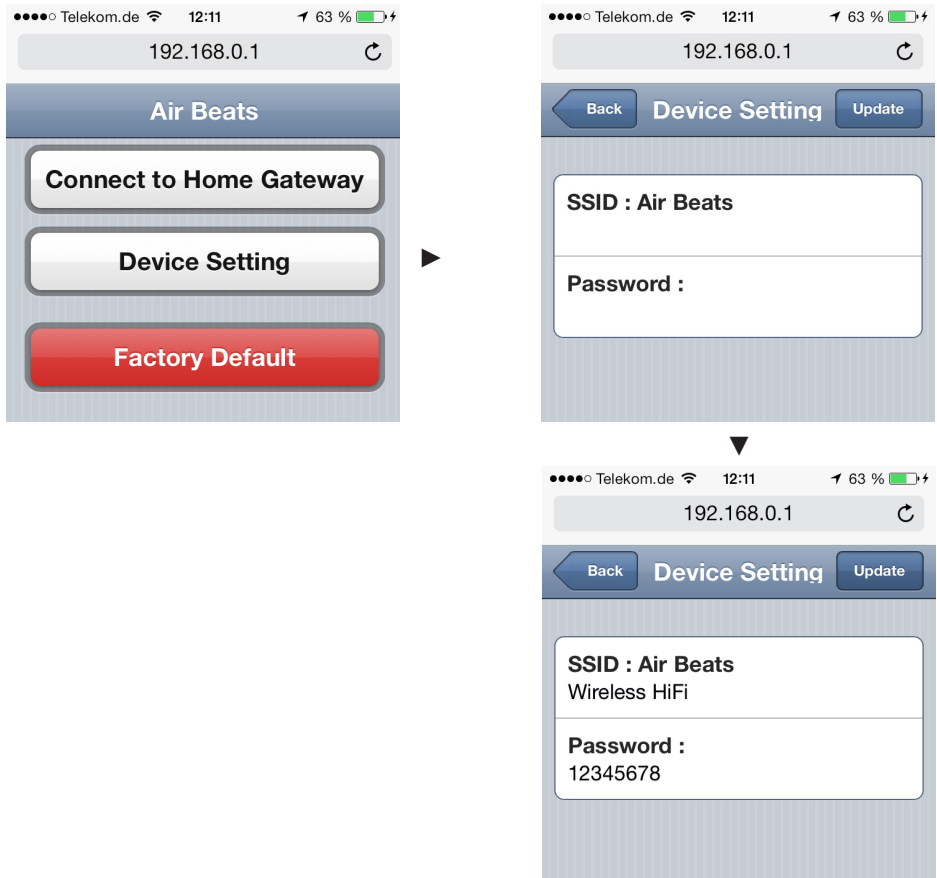 Telekom.de 12:11 63 %
192.168.0.1
Air Beats
Connect to Home Gateway
Device Setting
Factory Default
Telekom.de 12:11 63 %
192.168.0.1
Back Device Setting Update
SSID : Air Beats
Password :
Telekom.de 12:11 63 %
192.168.0.1
Back Device Setting Update
SSID : Air Beats
Wireless HiFi
Password :
12345678